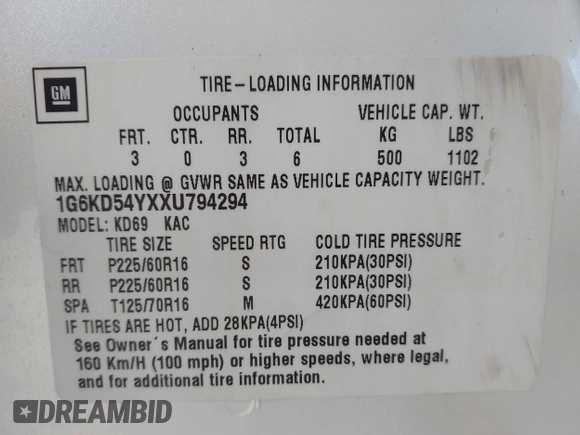 GM
TIRE-LOADING INFORMATION
OCCUPANTS VEHICLE CAP. WT.
FRT. CTR. RR. TOTAL KG LBS
3 0 3 6 500 1102
MAX. LOADING @ GVWR SAME AS VEHICLE CAPACITY WEIGHT.
1G6KD54YXXU794294
MODEL: KD69 KAC
TIRE SIZE SPEED RTG COLD TIRE PRESSURE
FRT P225/60R16 S 210KPA(30PSI)
RR P225/60R16 S 210KPA(30PSI)
SPA T125/70R16 M 420KPA(60PSI)
IF TIRES ARE HOT, ADD 28KPA(4PSI)
See Owner's Manual for tire pressure needed at
160 Km/H (100 mph) or higher speeds, where legal,
and for additional tire information.
DREAMBID